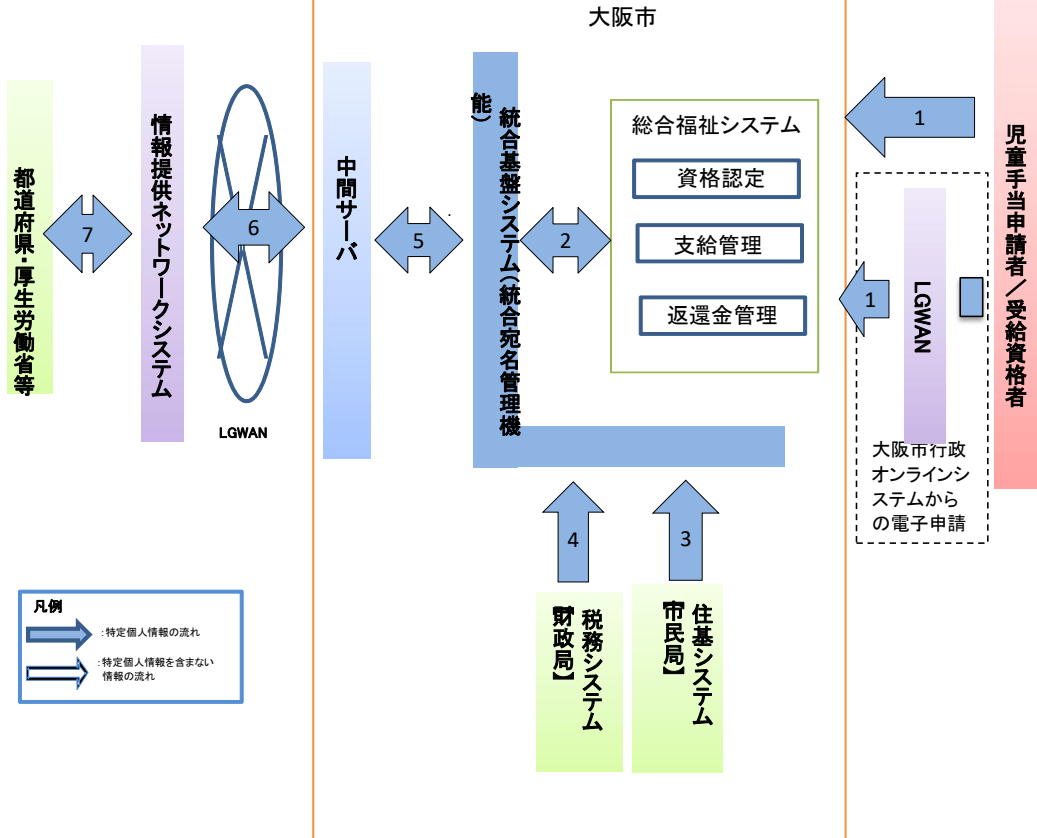 大阪市
都道府県・厚生労働省等
7
情報提供ネットワークシステム
6
LGWAN
中間サーバ
5
統合基盤システム（統合宛名管理機
能）
2
総合福祉システム
資格認定
支給管理
返還金管理
1
1
LGWAN
大阪市行政
オンラインシ
ステムから
の電子申請
児童手当申請者／受給資格者
4
3
税務システム
【財政局】
住基システム
【市民局】
凡例
：特定個人情報の流れ
：特定個人情報を含まない
情報の流れ